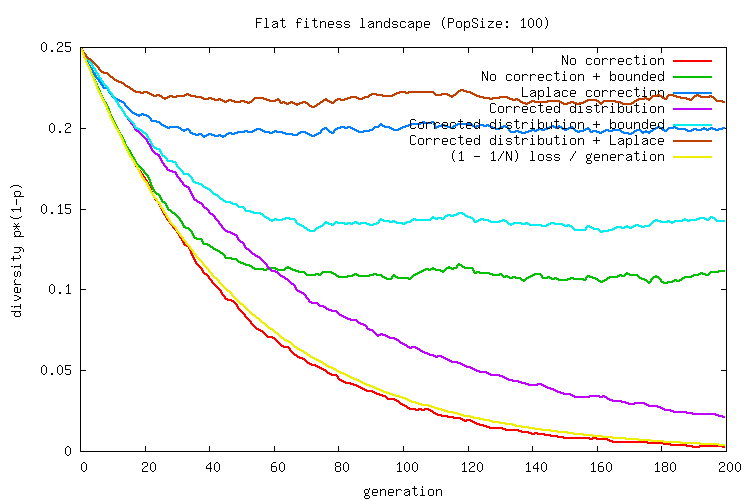 Flat fitness landscape (PopSize: 100)
0.25
0.2
0.15
0.1
0.05
0
diversity p*(1-p)
No correction
No correction + bounded
Laplace correction
Corrected distribution
Corrected distribution + bounded
Corrected distribution + Laplace
(1 - 1/N) loss / generation
0 20 40 60 80 100 120 140 160 180 200
generation